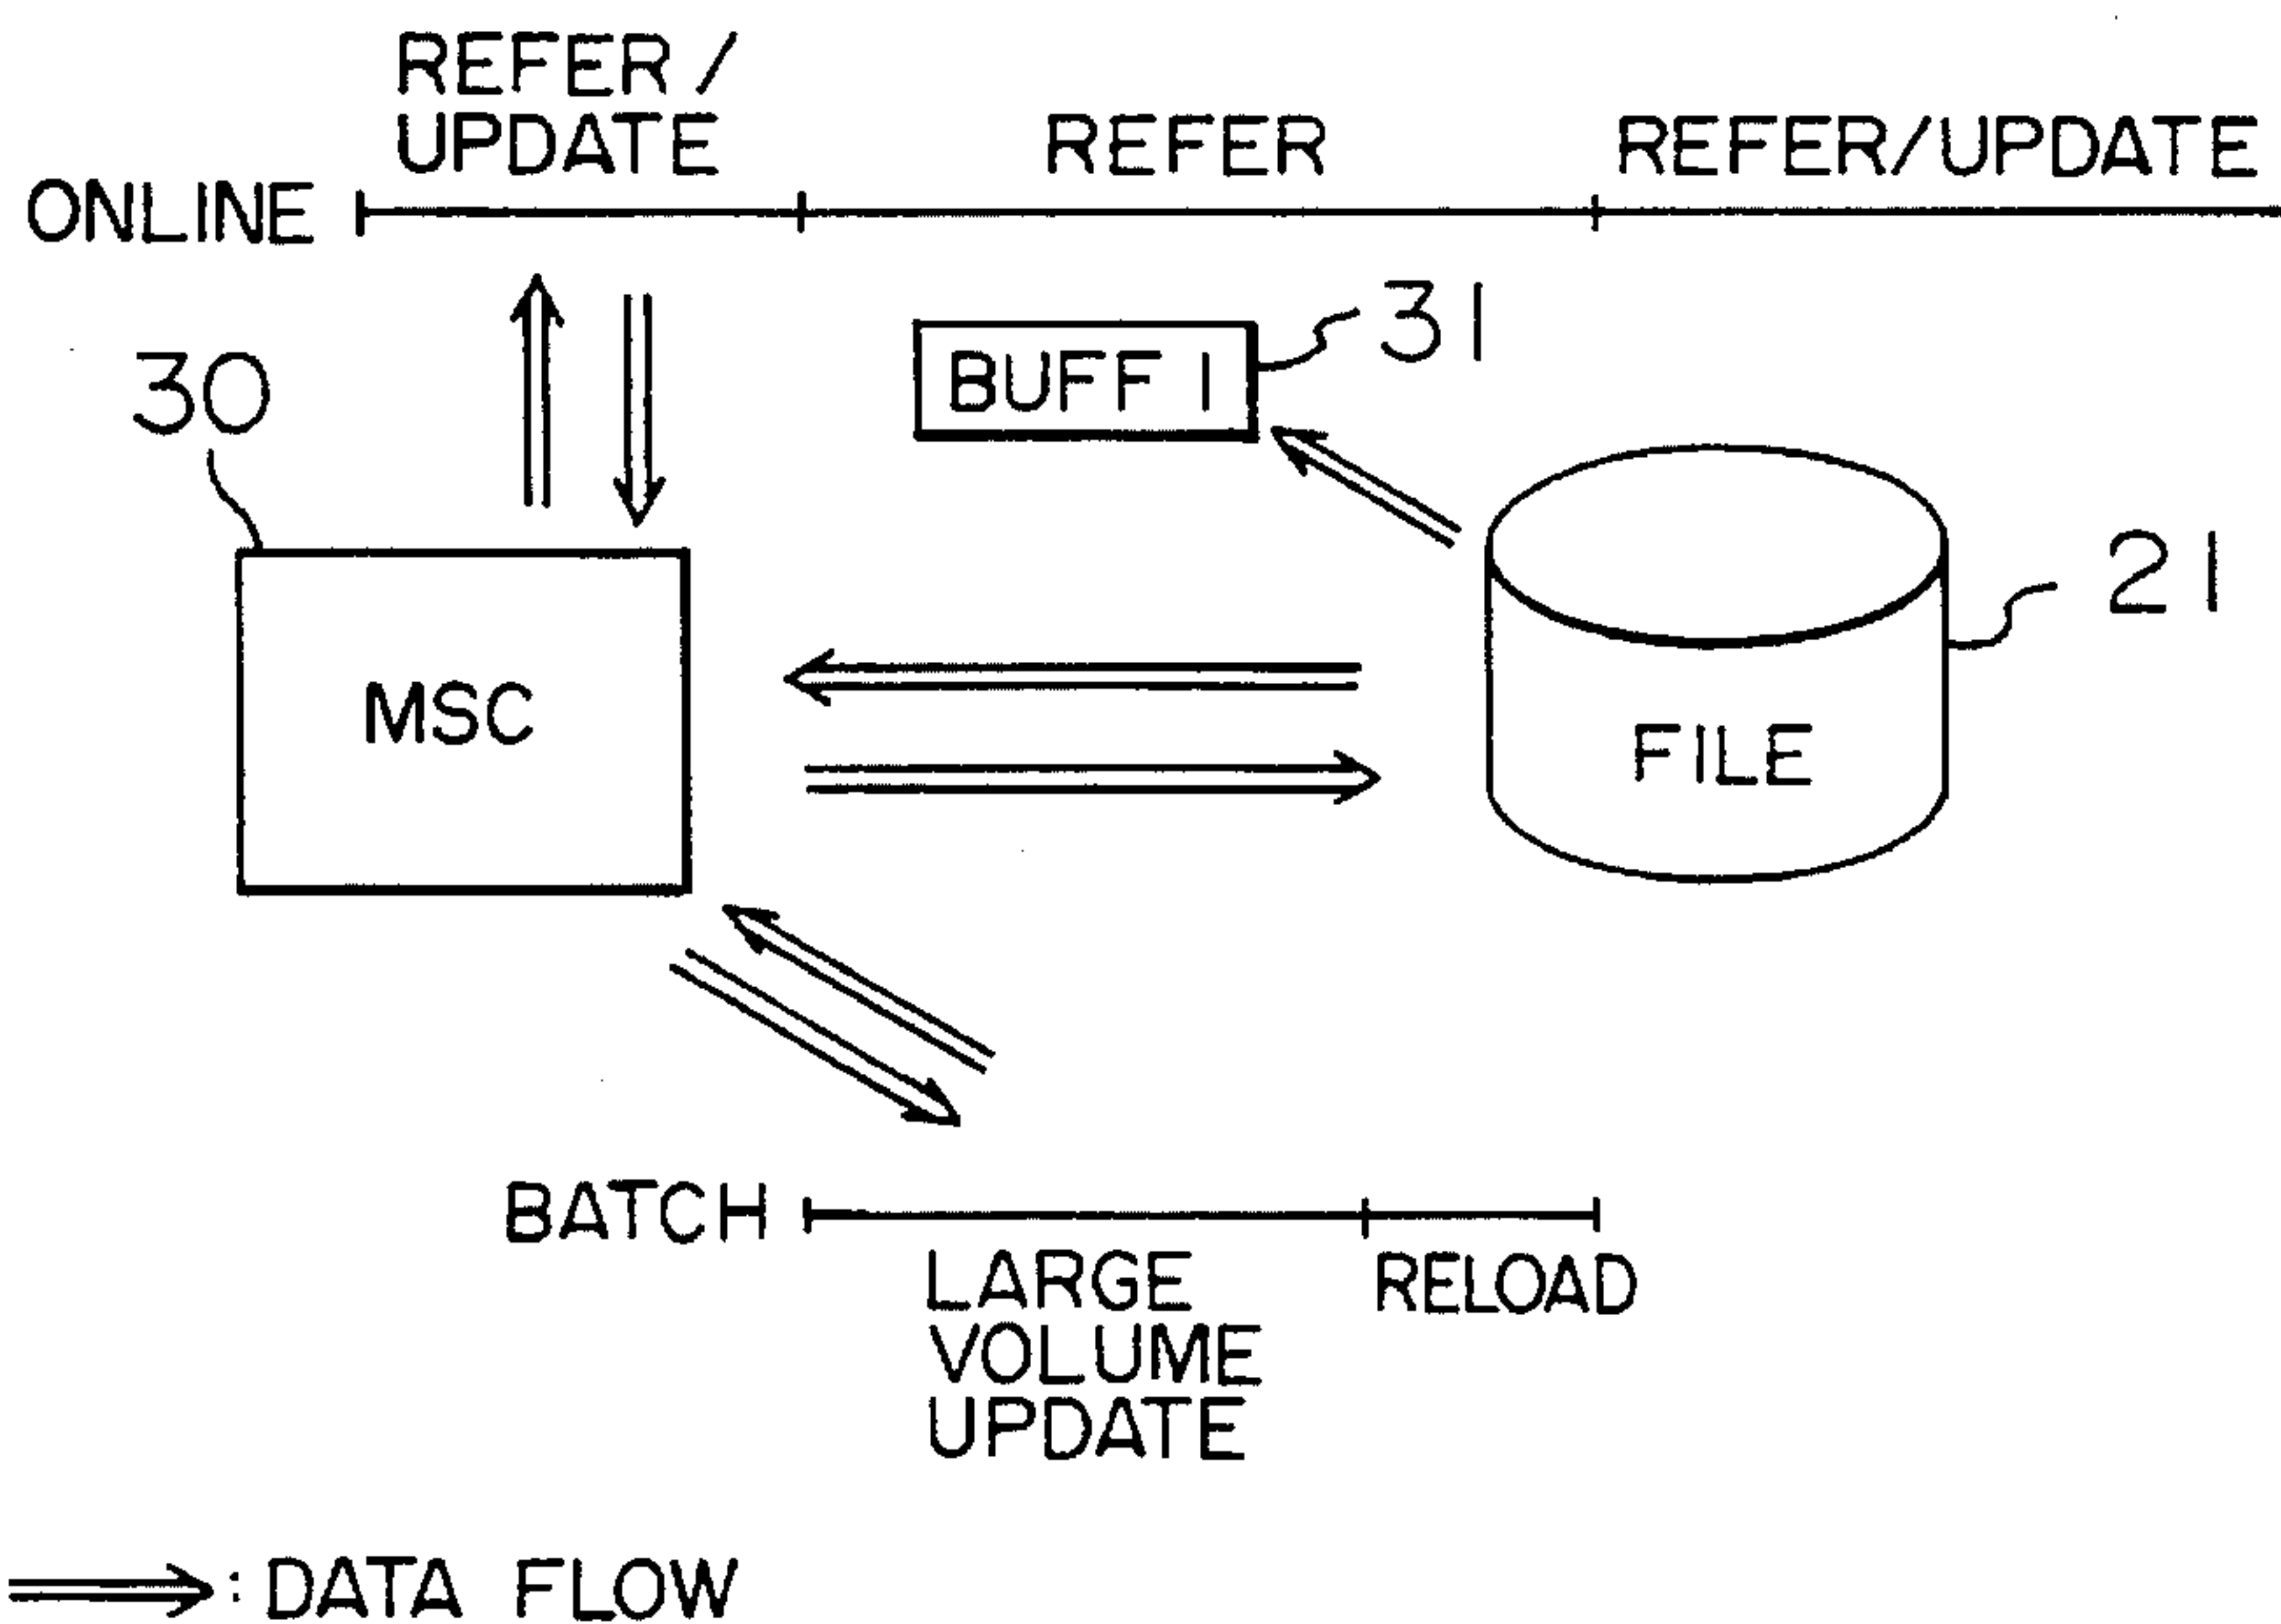 REFER/
UPDATE
REFER
REFER/UPDATE
ONLINE
31
BUFF 1
30
21
MSC
FILE
BATCH
LARGE
VOLUME
UPDATE
RELOAD
: DATA FLOW